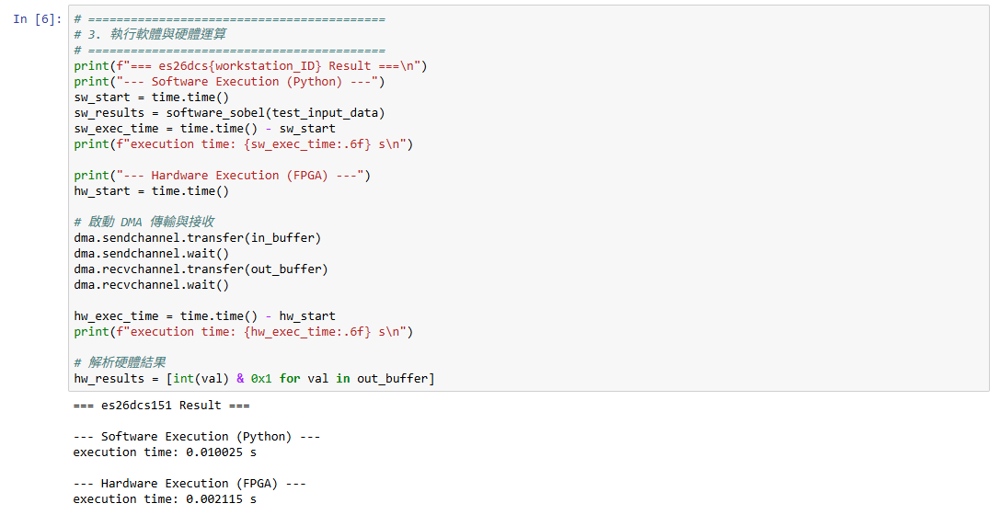 In [6]:
# ==========================================
# 3. 執行軟體與硬體運算
# ==========================================
print(f"=== es26dcs{workstation_ID} Result ===\n")
print("--- Software Execution (Python) ---")
sw_start = time.time()
sw_results = software_sobel(test_input_data)
sw_exec_time = time.time() - sw_start
print(f"execution time: {sw_exec_time:.6f} s\n")
print("--- Hardware Execution (FPGA) ---")
hw_start = time.time()
# 啟動 DMA 傳輸與接收
dma.sendchannel.transfer(in_buffer)
dma.sendchannel.wait()
dma.recvchannel.transfer(out_buffer)
dma.recvchannel.wait()
hw_exec_time = time.time() - hw_start
print(f"execution time: {hw_exec_time:.6f} s\n")
# 解析硬體結果
hw_results = [int(val) & 0x1 for val in out_buffer]
=== es26dcs151 Result ===
--- Software Execution (Python) ---
execution time: 0.010025 s
--- Hardware Execution (FPGA) ---
execution time: 0.002115 s